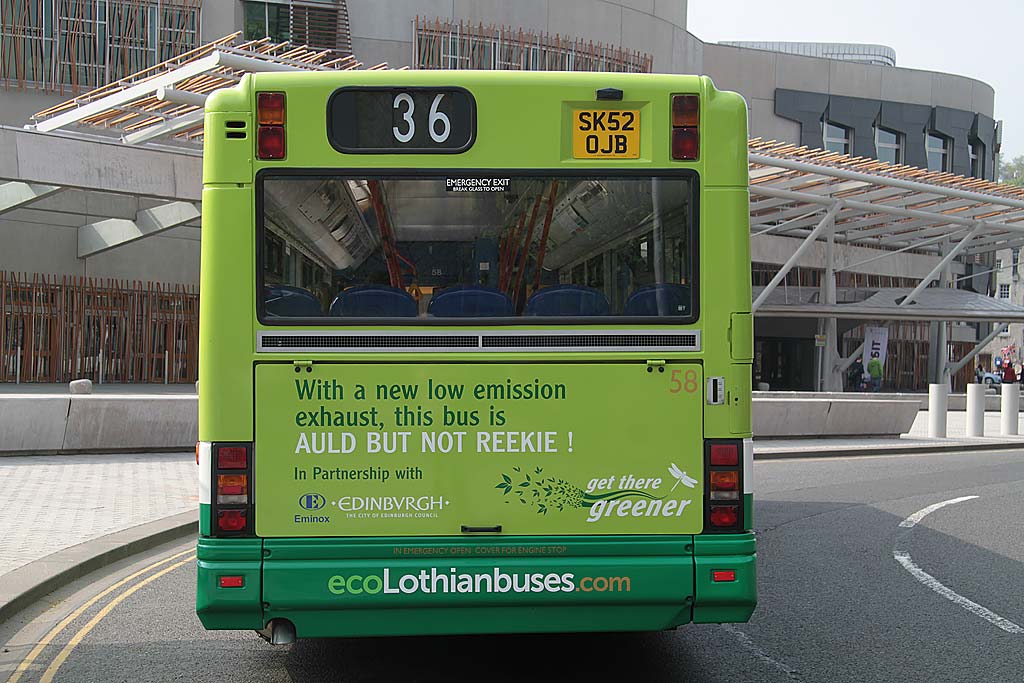 36
SK52
OJB
EMERGENCY EXIT
BREAK GLASS TO OPEN
58
58
With a new low emission
exhaust, this bus is
AULD BUT NOT REEKIE !
In Partnership with
Eminox
·EDINBVRGH·
THE CITY OF EDINBURGH COUNCIL
get there
greener
IN EMERGENCY OPEN COVER FOR ENGINE STOP
ecoLothianbuses.com